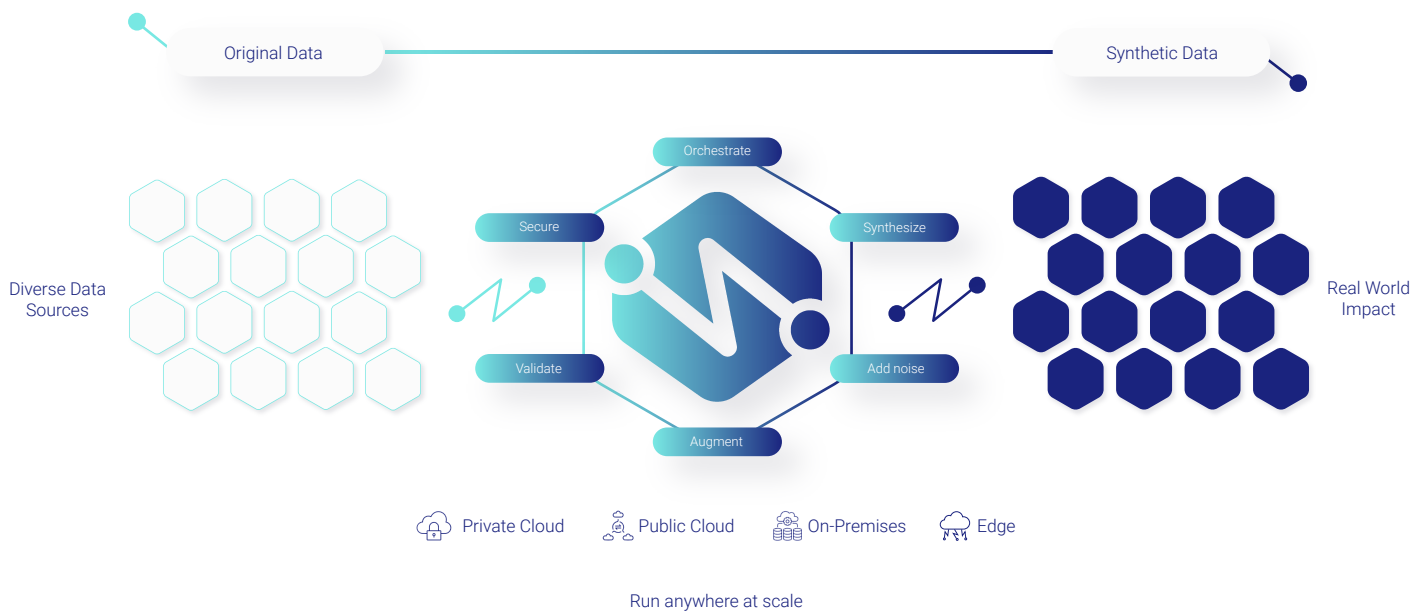 Original Data
Synthetic Data
Orchestrate
Secure
Synthesize
Diverse Data
Sources
Real World
Impact
Validate
Add noise
Augment
Private Cloud
Public Cloud
On-Premises
Edge
Run anywhere at scale